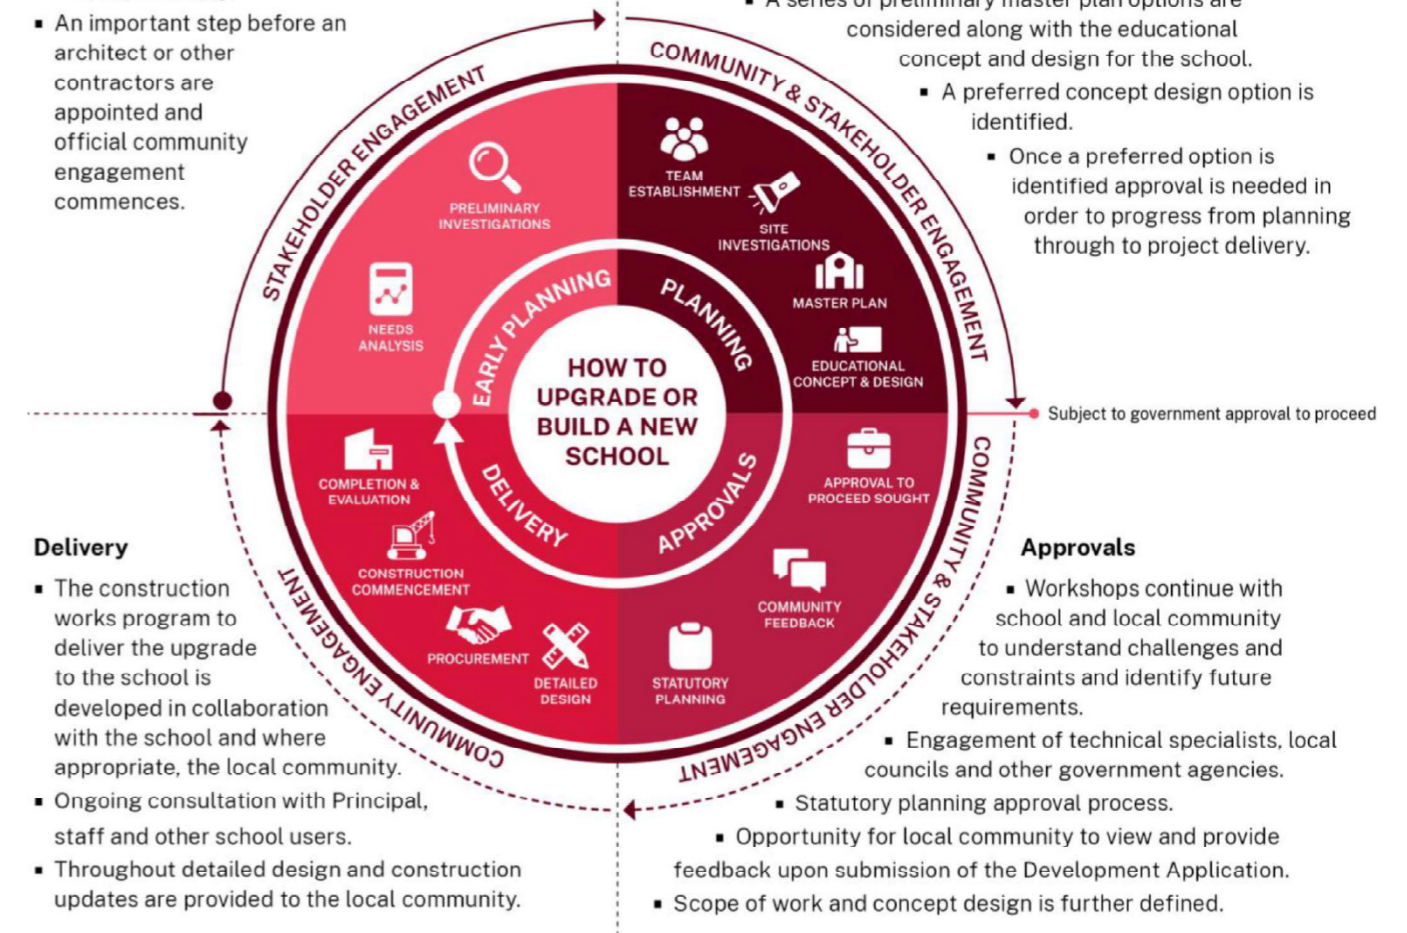 An important step before an
architect or other
contractors are
appointed and
official community
engagement
commences.
A series of preliminary master plan options are
considered along with the educational
concept and design for the school.
A preferred concept design option is
identified.
Once a preferred option is
identified approval is needed in
order to progress from planning
through to project delivery.
STAKEHOLDER ENGAGEMENT
COMMUNITY & STAKEHOLDER ENGAGEMENT
PRELIMINARY
INVESTIGATIONS
NEEDS
ANALYSIS
TEAM
ESTABLISHMENT
SITE
INVESTIGATIONS
MASTER PLAN
EDUCATIONAL
CONCEPT & DESIGN
EARLY PLANNING
PLANNING
HOW TO
UPGRADE OR
BUILD A NEW
SCHOOL
Subject to government approval to proceed
DELIVERY
APPROVALS
APPROVAL TO
PROCEED SOUGHT
COMMUNITY
FEEDBACK
STATUTORY
PLANNING
DETAILED
DESIGN
PROCUREMENT
CONSTRUCTION
COMMENCEMENT
COMPLETION &
EVALUATION
COMMUNITY & STAKEHOLDER ENGAGEMENT
COMMUNITY ENGAGEMENT
Approvals
Workshops continue with
school and local community
to understand challenges and
constraints and identify future
requirements.
Engagement of technical specialists, local
councils and other government agencies.
Statutory planning approval process.
Opportunity for local community to view and provide
feedback upon submission of the Development Application.
Scope of work and concept design is further defined.
Delivery
The construction
works program to
deliver the upgrade
to the school is
developed in collaboration
with the school and where
appropriate, the local community.
Ongoing consultation with Principal,
staff and other school users.
Throughout detailed design and construction
updates are provided to the local community.